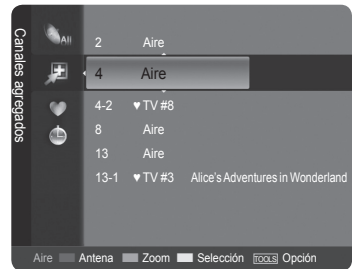 Canales agregados
All
2 Aire
4 Aire
4-2 ♥ TV #8
8 Aire
13 Aire
13-1 ♥ TV #3 Alice's Adventures in Wonderland
Aire Antena Zoom Selección TOOLS Opción